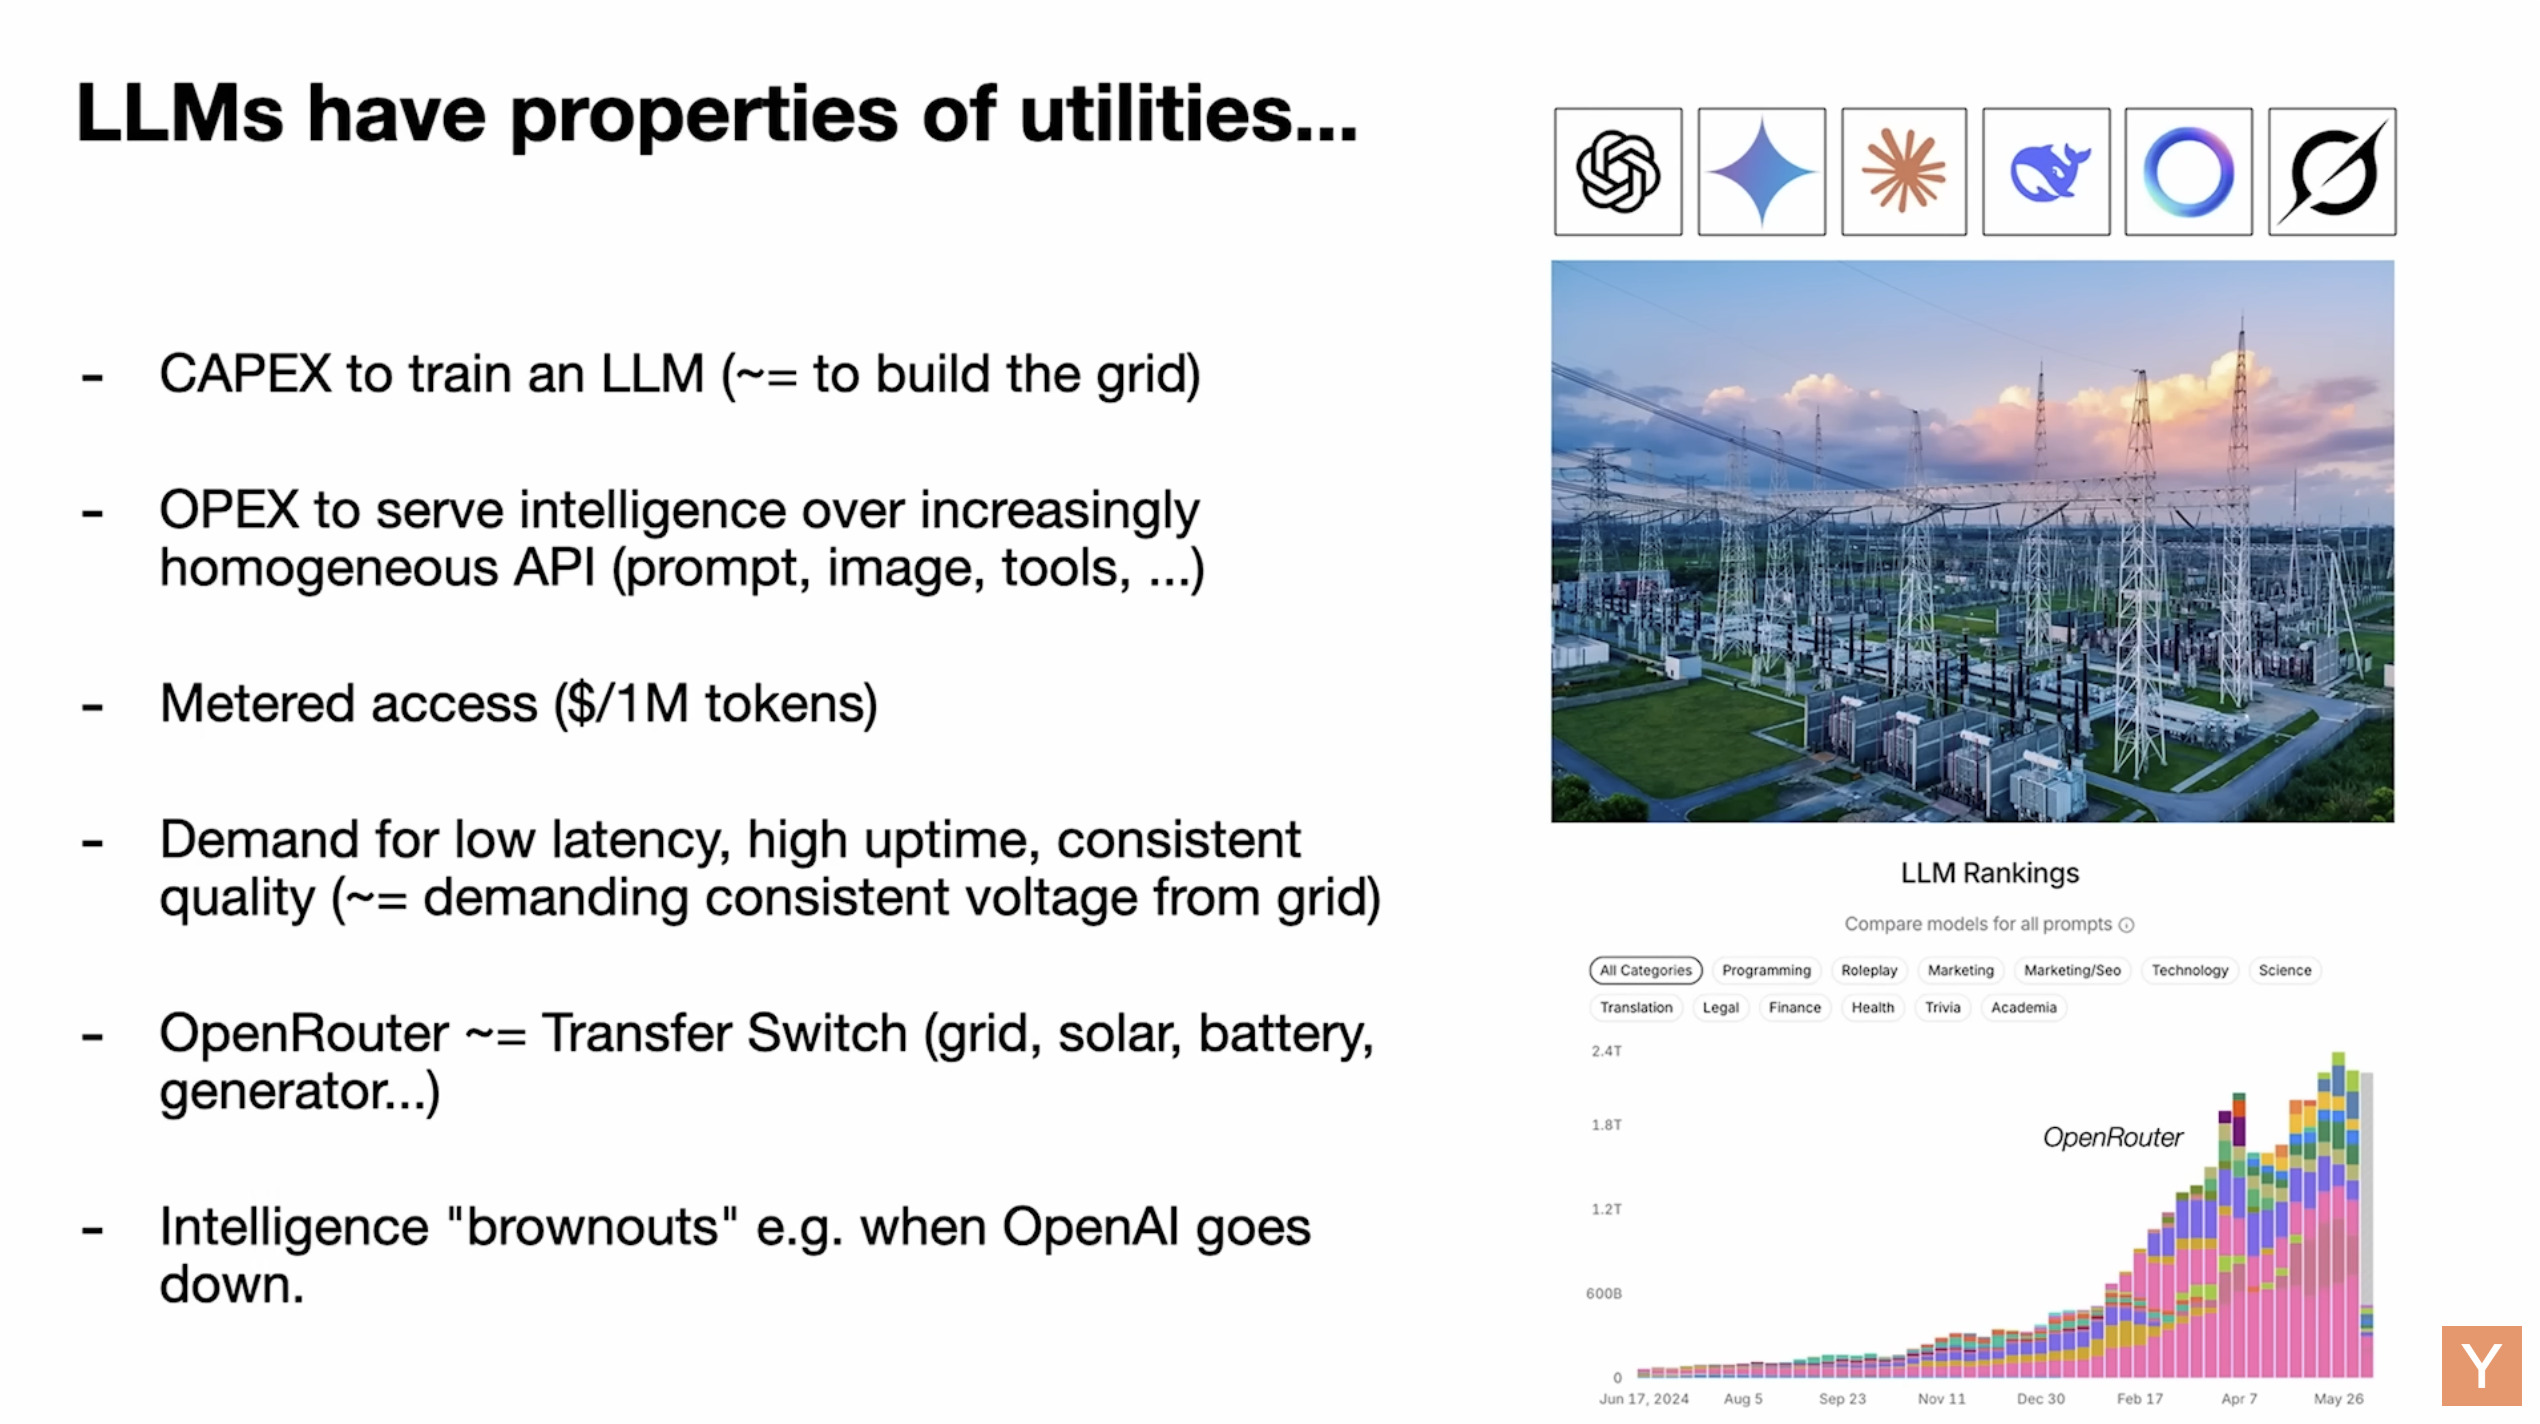 LLMs have properties of utilities...
- CAPEX to train an LLM (~= to build the grid)
- OPEX to serve intelligence over increasingly
homogeneous API (prompt, image, tools, ...)
- Metered access ($/1M tokens)
- Demand for low latency, high uptime, consistent
quality (~= demanding consistent voltage from grid)
- OpenRouter ~= Transfer Switch (grid, solar, battery,
generator...)
- Intelligence "brownouts" e.g. when OpenAI goes
down.
LLM Rankings
Compare models for all prompts
All Categories Programming Roleplay Marketing Marketing/Seo Technology Science
Translation Legal Finance Health Trivia Academia
2.4T
1.8T
OpenRouter
1.2T
600B
0
Jun 17, 2024 Aug 5 Sep 23 Nov 11 Dec 30 Feb 17 Apr 7 May 26
Y